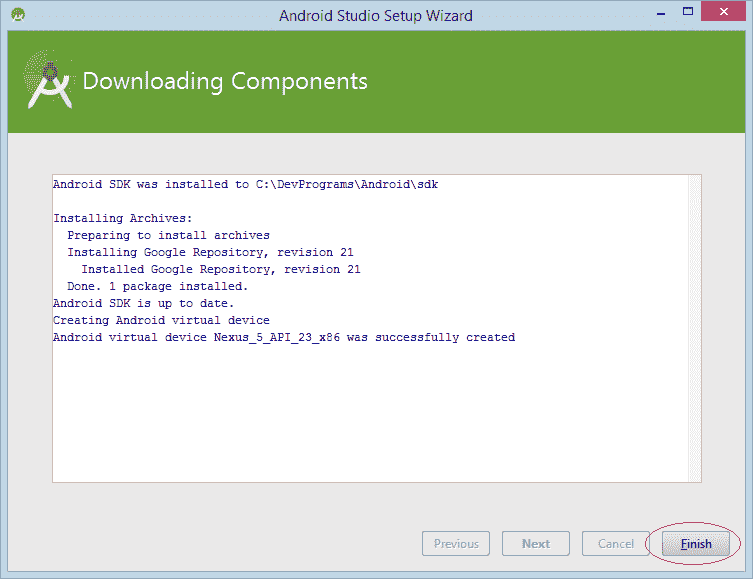 Android Studio Setup Wizard
Downloading Components
Android SDK was installed to C:\DevPrograms\Android\sdk
Installing Archives:
Preparing to install archives
Installing Google Repository, revision 21
Installed Google Repository, revision 21
Done. 1 package installed.
Android SDK is up to date.
Creating Android virtual device
Android virtual device Nexus_5_API_23_x86 was successfully created
Previous Next Cancel Finish